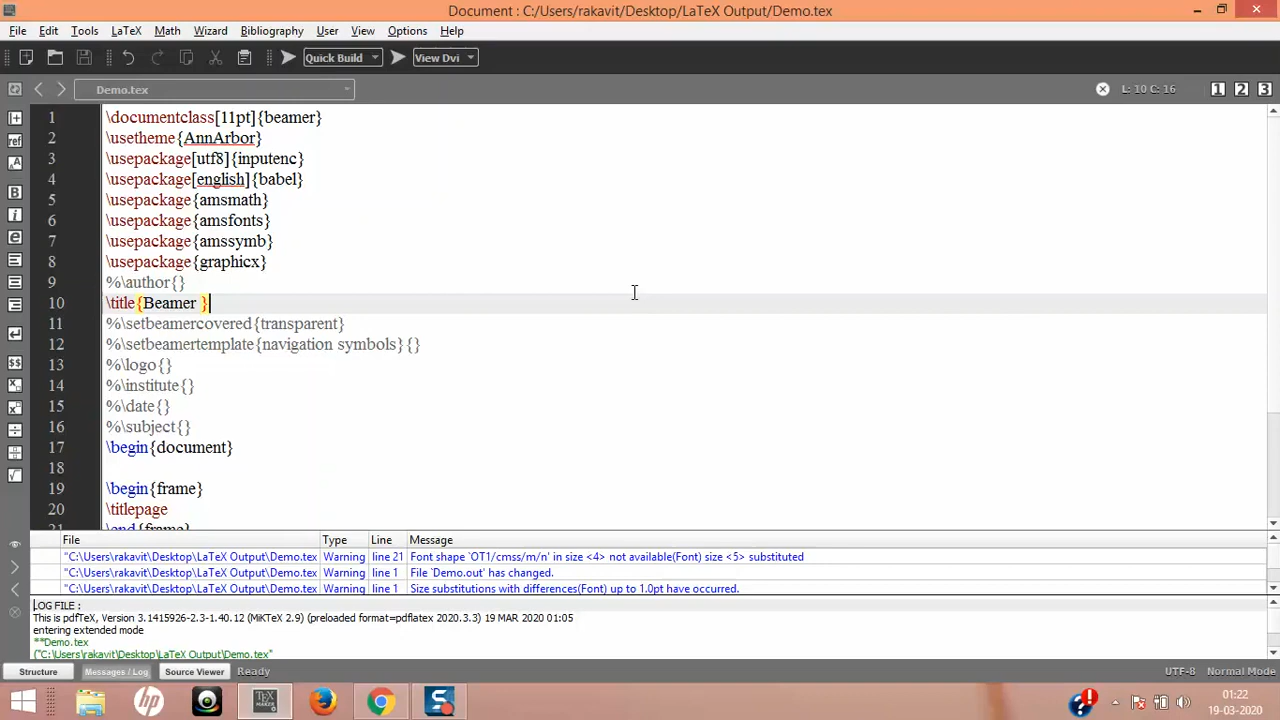 Document : C:/Users/rakavit/Desktop/LaTeX Output/Demo.tex
File Edit Tools LaTeX Math Wizard Bibliography User View Options Help
Quick Build View Dvi
Demo.tex L: 10 C: 16 1 2 3
1 \documentclass[11pt]{beamer}
2 \usetheme{AnnArbor}
3 \usepackage[utf8]{inputenc}
4 \usepackage[english]{babel}
5 \usepackage{amsmath}
6 \usepackage{amsfonts}
7 \usepackage{amssymb}
8 \usepackage{graphicx}
9 %\author{}
10 \title{Beamer }
11 %\setbeamercovered{transparent}
12 %\setbeamertemplate{navigation symbols}{}
13 %\logo{}
14 %\institute{}
15 %\date{}
16 %\subject{}
17 \begin{document}
18
19 \begin{frame}
20 \titlepage
21 \end{frame}
File Type Line Message
"C:\Users\rakavit\Desktop\LaTeX Output\Demo.tex Warning line 21 Font shape `OT1/cmss/m/n' in size <4> not available(Font) size <5> substituted
"C:\Users\rakavit\Desktop\LaTeX Output\Demo.tex Warning line 1 File `Demo.out' has changed.
"C:\Users\rakavit\Desktop\LaTeX Output\Demo.tex Warning line 1 Size substitutions with differences(Font) up to 1.0pt have occurred.
LOG FILE :
This is pdfTeX, Version 3.1415926-2.3-1.40.12 (MiKTeX 2.9) (preloaded format=pdflatex 2020.3.3) 19 MAR 2020 01:05
entering extended mode
**Demo.tex
("C:\Users\rakavit\Desktop\LaTeX Output\Demo.tex"
Structure Messages / Log Source Viewer Ready UTF-8 Normal Mode
01:22
19-03-2020